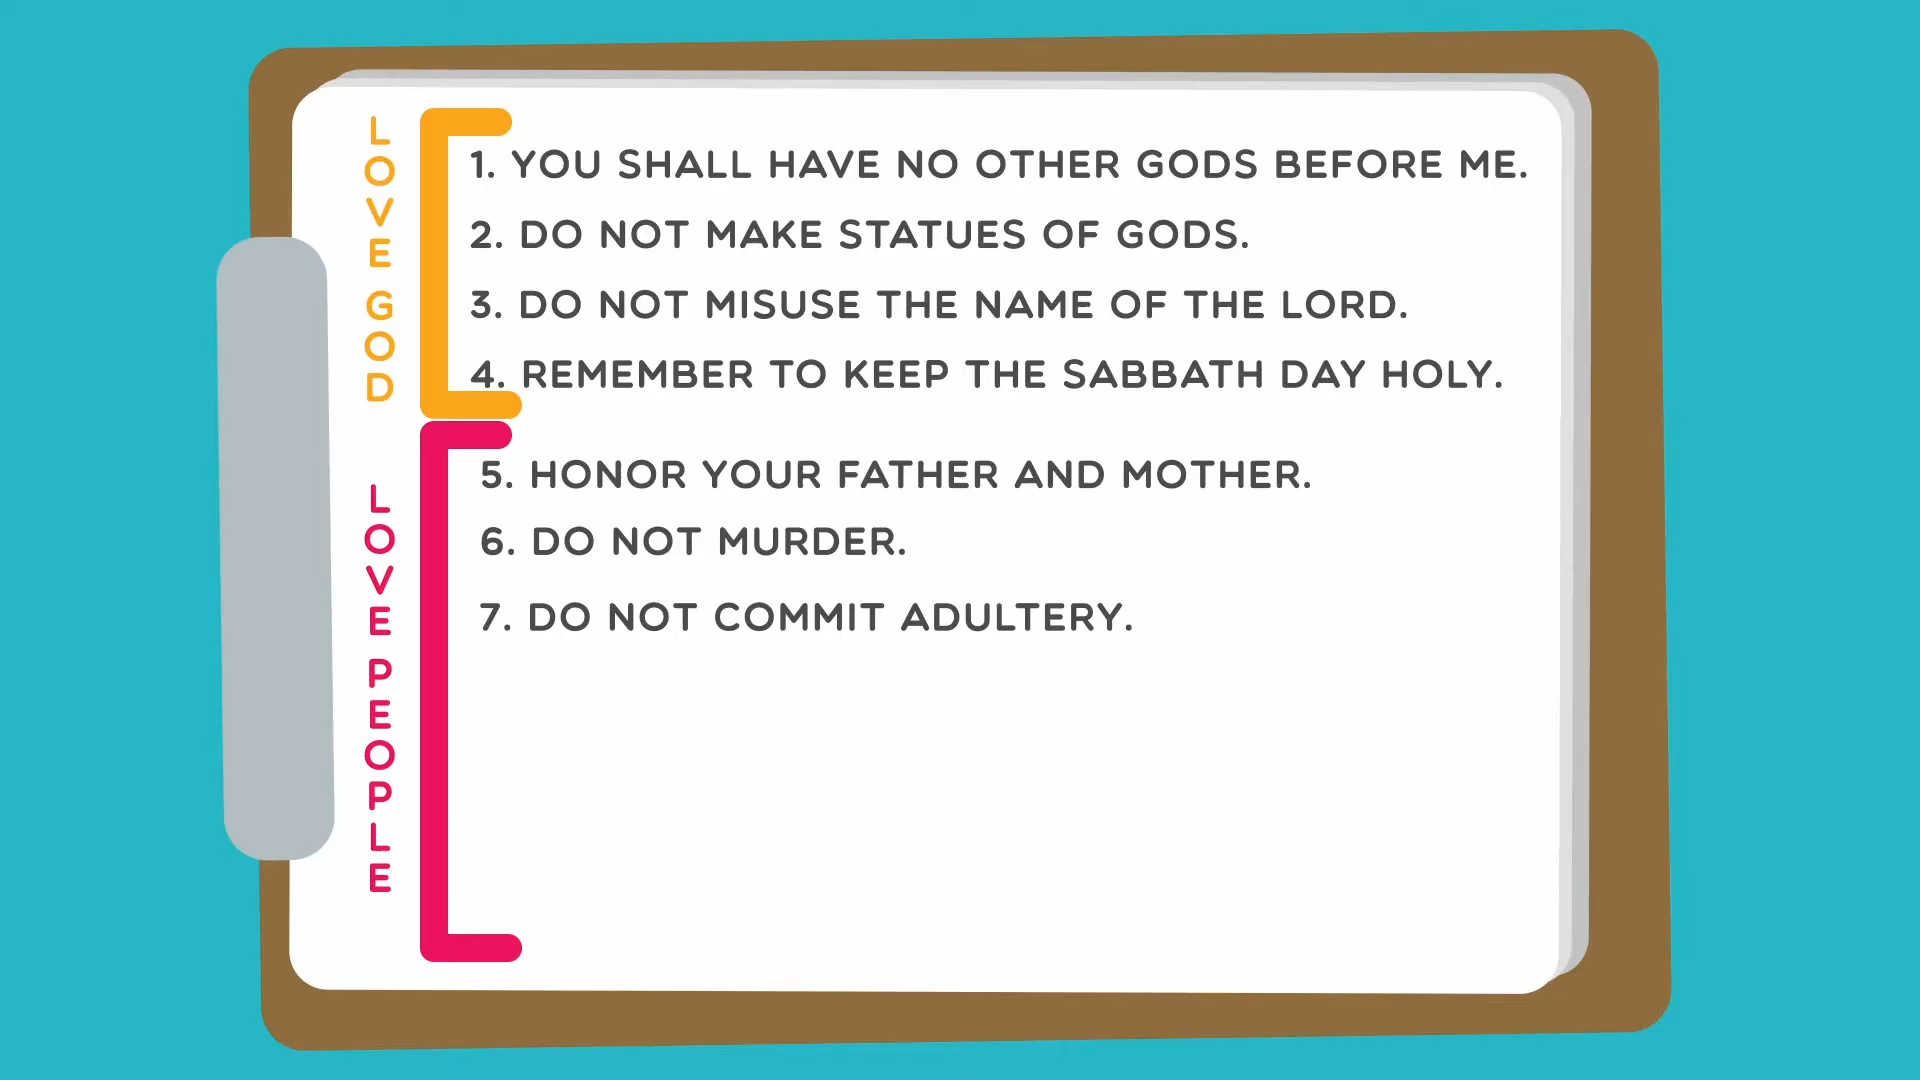 LOVE GOD
1. YOU SHALL HAVE NO OTHER GODS BEFORE ME.
2. DO NOT MAKE STATUES OF GODS.
3. DO NOT MISUSE THE NAME OF THE LORD.
4. REMEMBER TO KEEP THE SABBATH DAY HOLY.
LOVE PEOPLE
5. HONOR YOUR FATHER AND MOTHER.
6. DO NOT MURDER.
7. DO NOT COMMIT ADULTERY.